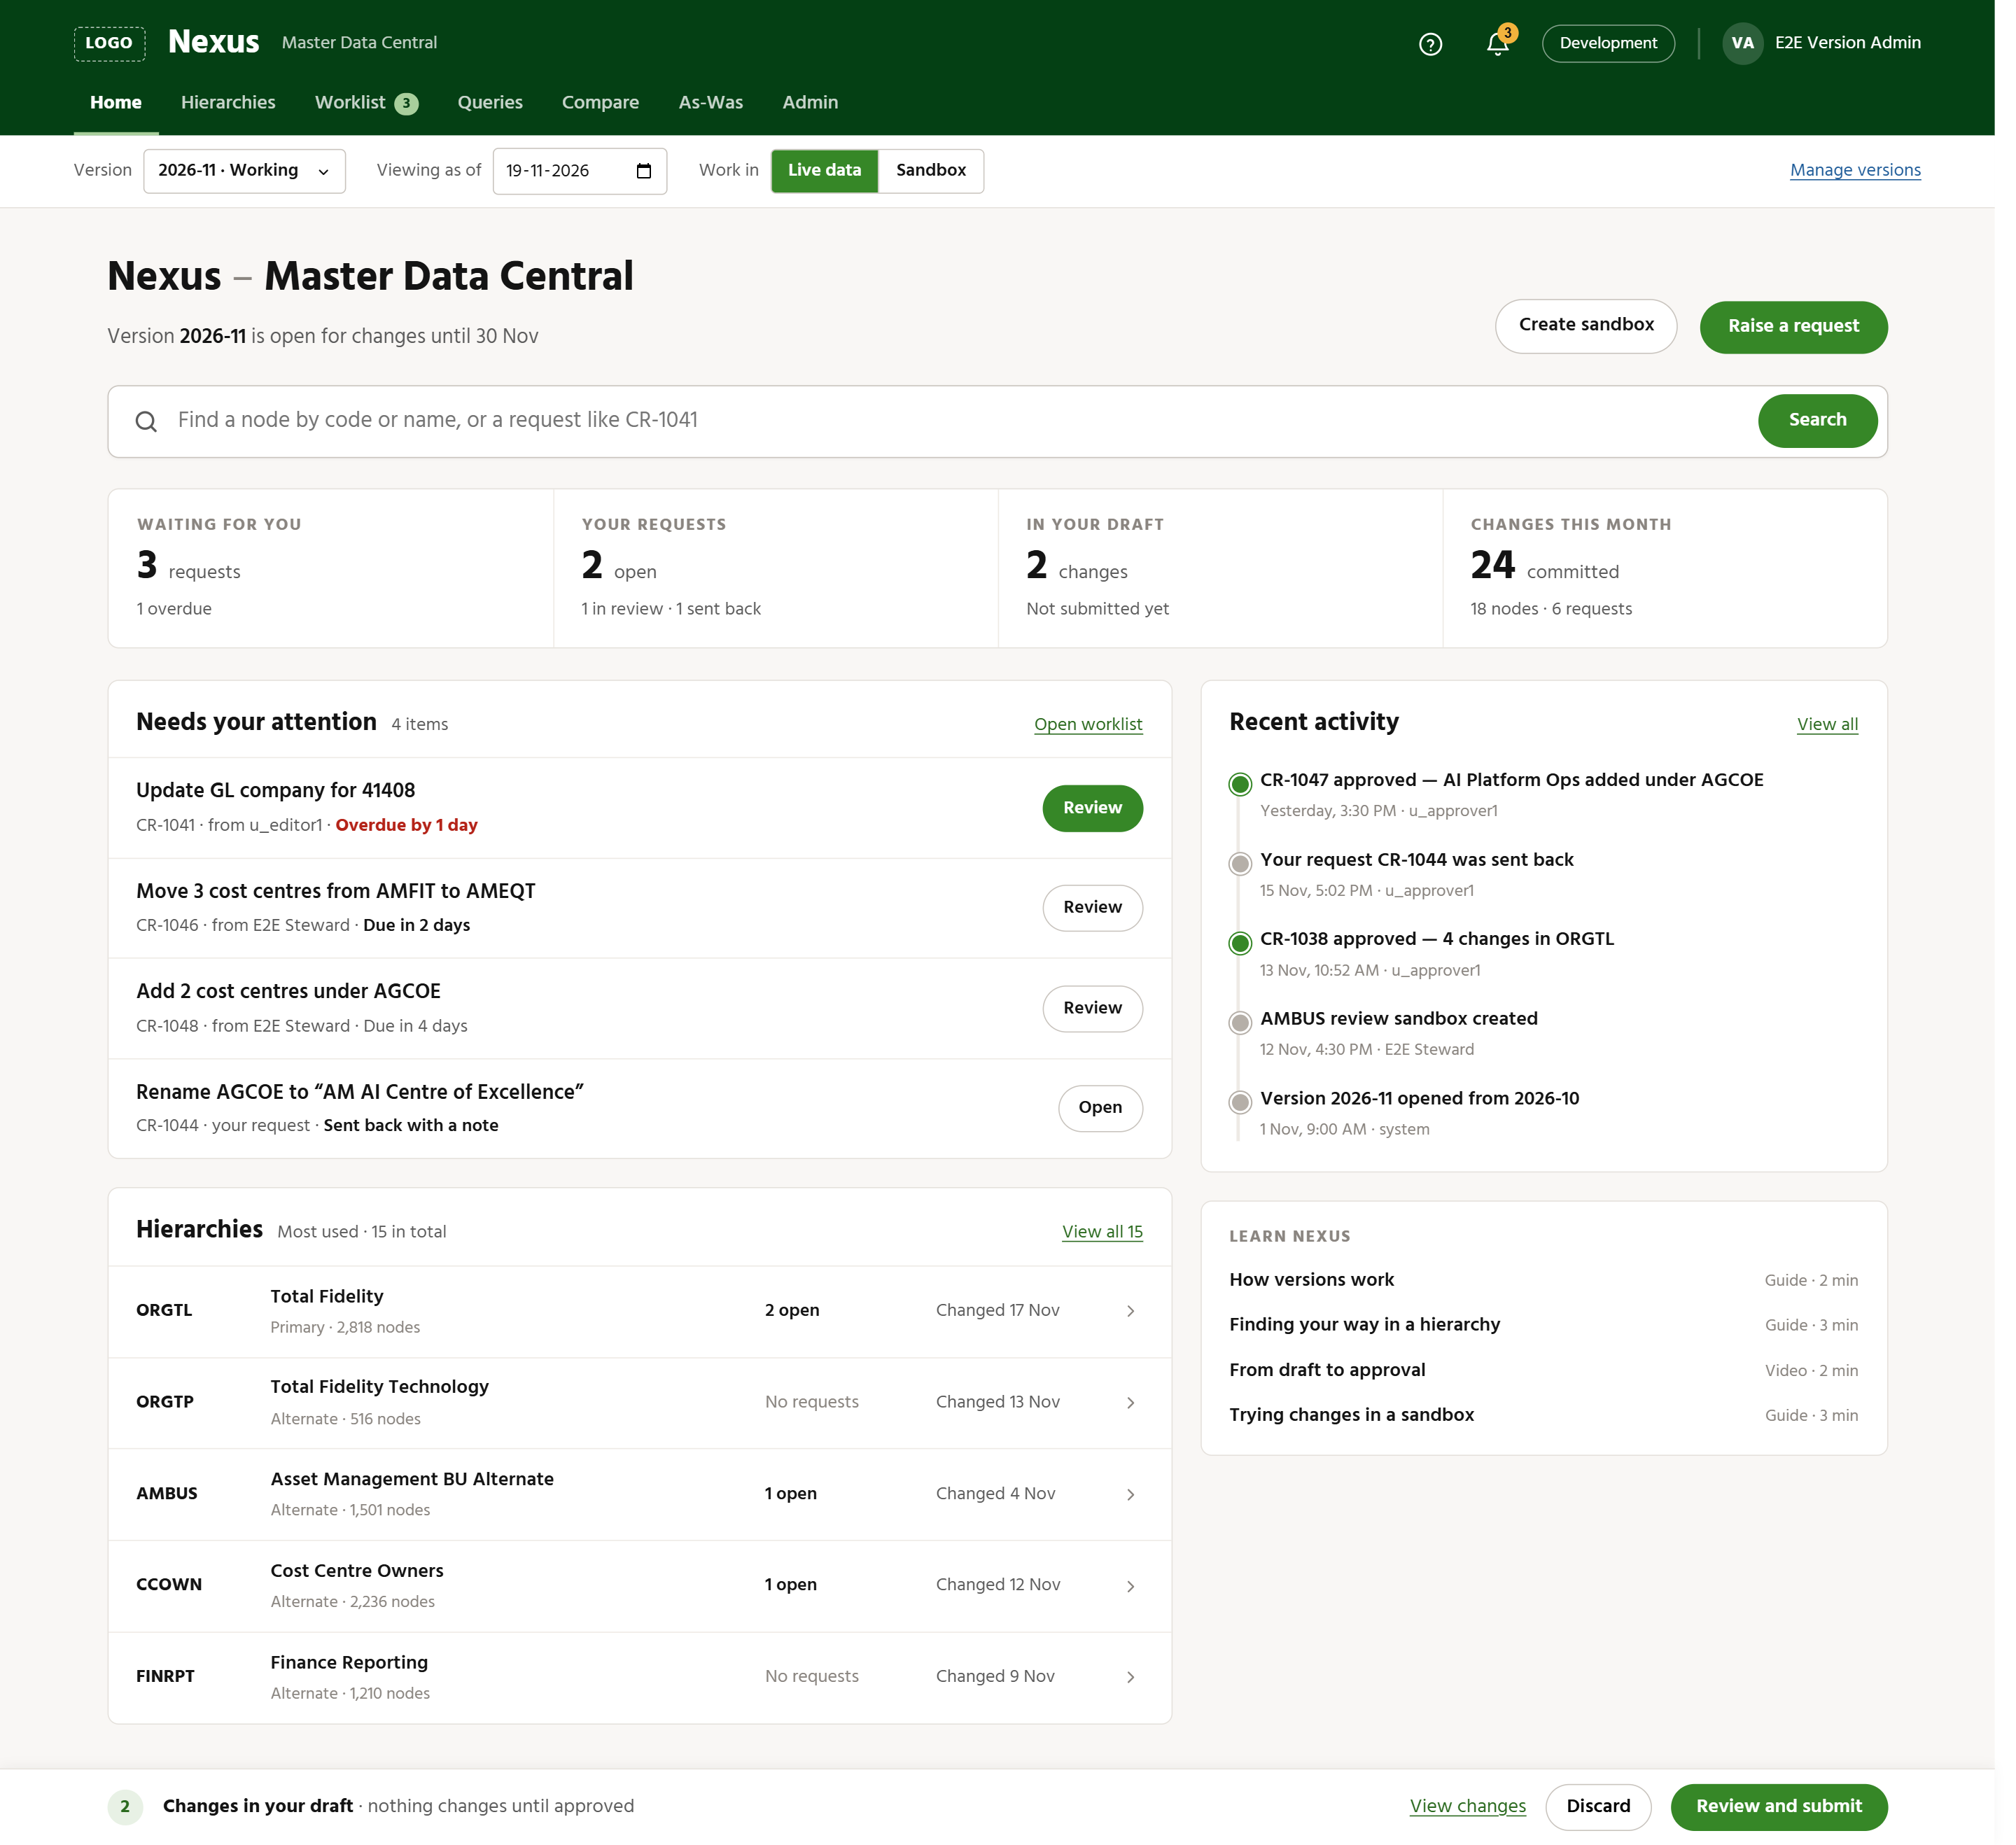 LOGO Nexus Master Data Central 3 Development VA E2E Version Admin
Home Hierarchies Worklist 3 Queries Compare As-Was Admin
Version 2026-11 · Working Viewing as of 19-11-2026 Work in Live data Sandbox Manage versions
Nexus – Master Data Central
Version 2026-11 is open for changes until 30 Nov
Create sandbox Raise a request
Find a node by code or name, or a request like CR-1041 Search
WAITING FOR YOU
3 requests
1 overdue
YOUR REQUESTS
2 open
1 in review · 1 sent back
IN YOUR DRAFT
2 changes
Not submitted yet
CHANGES THIS MONTH
24 committed
18 nodes · 6 requests
Needs your attention 4 items Open worklist
Update GL company for 41408
CR-1041 · from u_editor1 · Overdue by 1 day
Review
Move 3 cost centres from AMFIT to AMEQT
CR-1046 · from E2E Steward · Due in 2 days
Review
Add 2 cost centres under AGCOE
CR-1048 · from E2E Steward · Due in 4 days
Review
Rename AGCOE to “AM AI Centre of Excellence”
CR-1044 · your request · Sent back with a note
Open
Hierarchies Most used · 15 in total View all 15
ORGTL Total Fidelity 2 open Changed 17 Nov
Primary · 2,818 nodes
ORGTP Total Fidelity Technology No requests Changed 13 Nov
Alternate · 516 nodes
AMBUS Asset Management BU Alternate 1 open Changed 4 Nov
Alternate · 1,501 nodes
CCOWN Cost Centre Owners 1 open Changed 12 Nov
Alternate · 2,236 nodes
FINRPT Finance Reporting No requests Changed 9 Nov
Alternate · 1,210 nodes
Recent activity View all
CR-1047 approved — AI Platform Ops added under AGCOE
Yesterday, 3:30 PM · u_approver1
Your request CR-1044 was sent back
15 Nov, 5:02 PM · u_approver1
CR-1038 approved — 4 changes in ORGTL
13 Nov, 10:52 AM · u_approver1
AMBUS review sandbox created
12 Nov, 4:30 PM · E2E Steward
Version 2026-11 opened from 2026-10
1 Nov, 9:00 AM · system
LEARN NEXUS
How versions work Guide · 2 min
Finding your way in a hierarchy Guide · 3 min
From draft to approval Video · 2 min
Trying changes in a sandbox Guide · 3 min
2 Changes in your draft · nothing changes until approved View changes Discard Review and submit